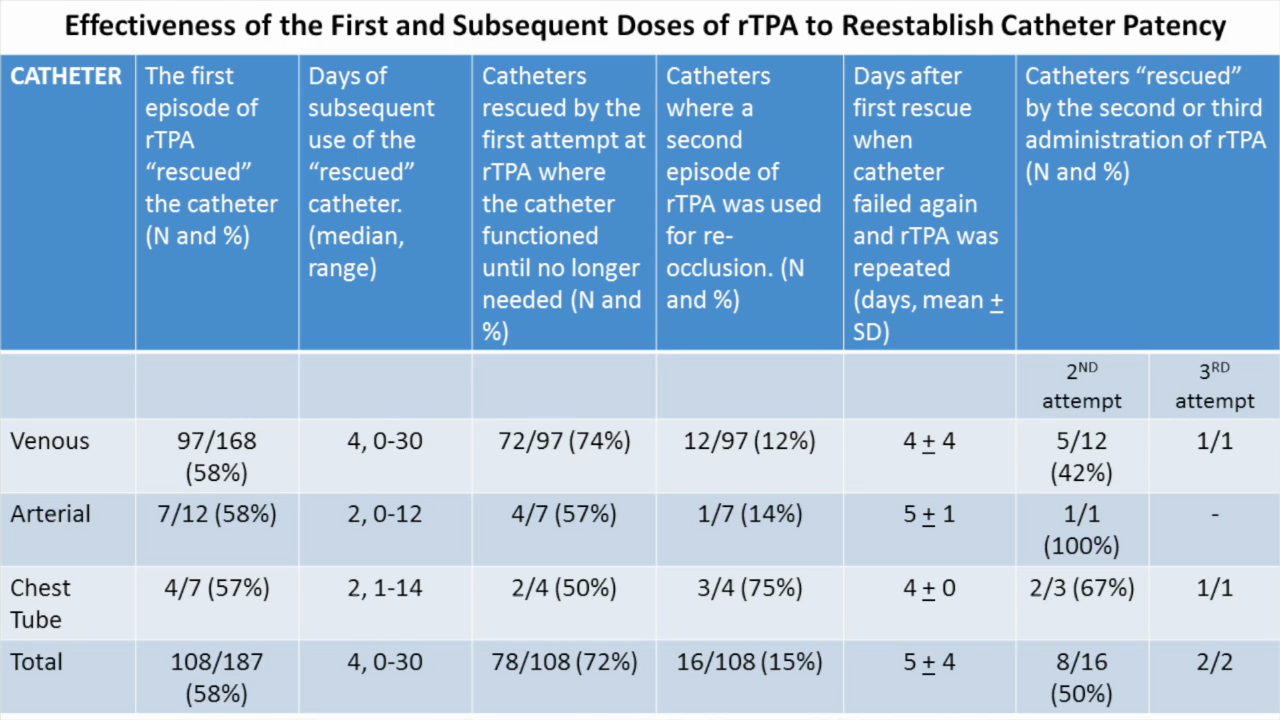 Effectiveness of the First and Subsequent Doses of rTPA to Reestablish Catheter Patency
CATHETER
The first
episode of
rTPA
“rescued”
the catheter
(N and %)
Days of
subsequent
use of the
“rescued”
catheter.
(median,
range)
Catheters
rescued by the
first attempt at
rTPA where
the catheter
functioned
until no longer
needed (N and
%)
Catheters
where a
second
episode of
rTPA was used
for re-
occlusion. (N
and %)
Days after
first rescue
when
catheter
failed again
and rTPA was
repeated
(days, mean ±
SD)
Catheters “rescued”
by the second or third
administration of rTPA
(N and %)
2ND
attempt
3RD
attempt
Venous
97/168
(58%)
4, 0-30
72/97 (74%)
12/97 (12%)
4 ± 4
5/12
(42%)
1/1
Arterial
7/12 (58%)
2, 0-12
4/7 (57%)
1/7 (14%)
5 ± 1
1/1
(100%)
-
Chest
Tube
4/7 (57%)
2, 1-14
2/4 (50%)
3/4 (75%)
4 ± 0
2/3 (67%)
1/1
Total
108/187
(58%)
4, 0-30
78/108 (72%)
16/108 (15%)
5 ± 4
8/16
(50%)
2/2